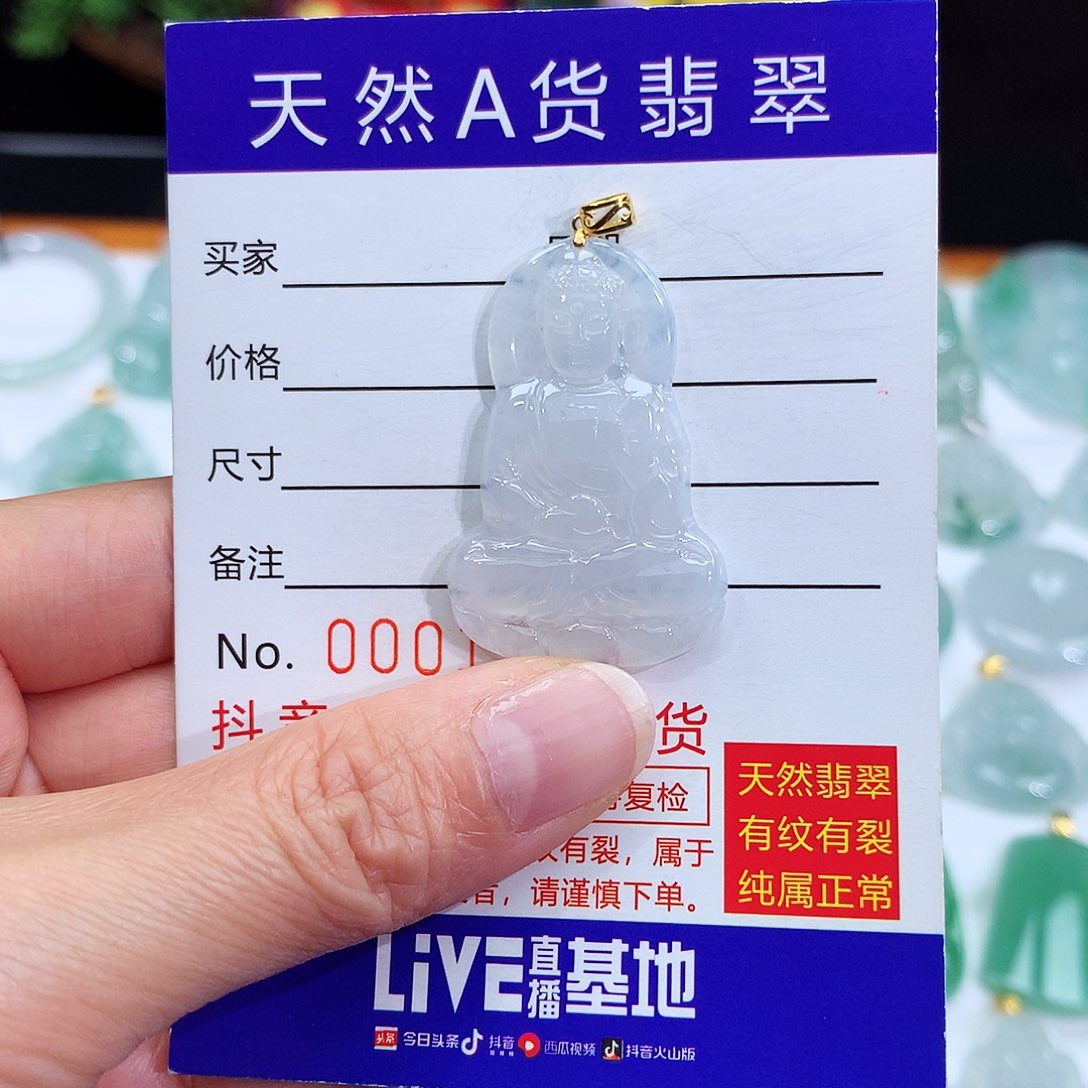 天然A货翡翠
买家
价格
尺寸
备注
No. 000
抖音 货
复检
有裂，属于
请谨慎下单。
天然翡翠
有纹有裂
纯属正常
LiVE直播基地
头条 今日头条 抖音 西瓜视频 抖音火山版